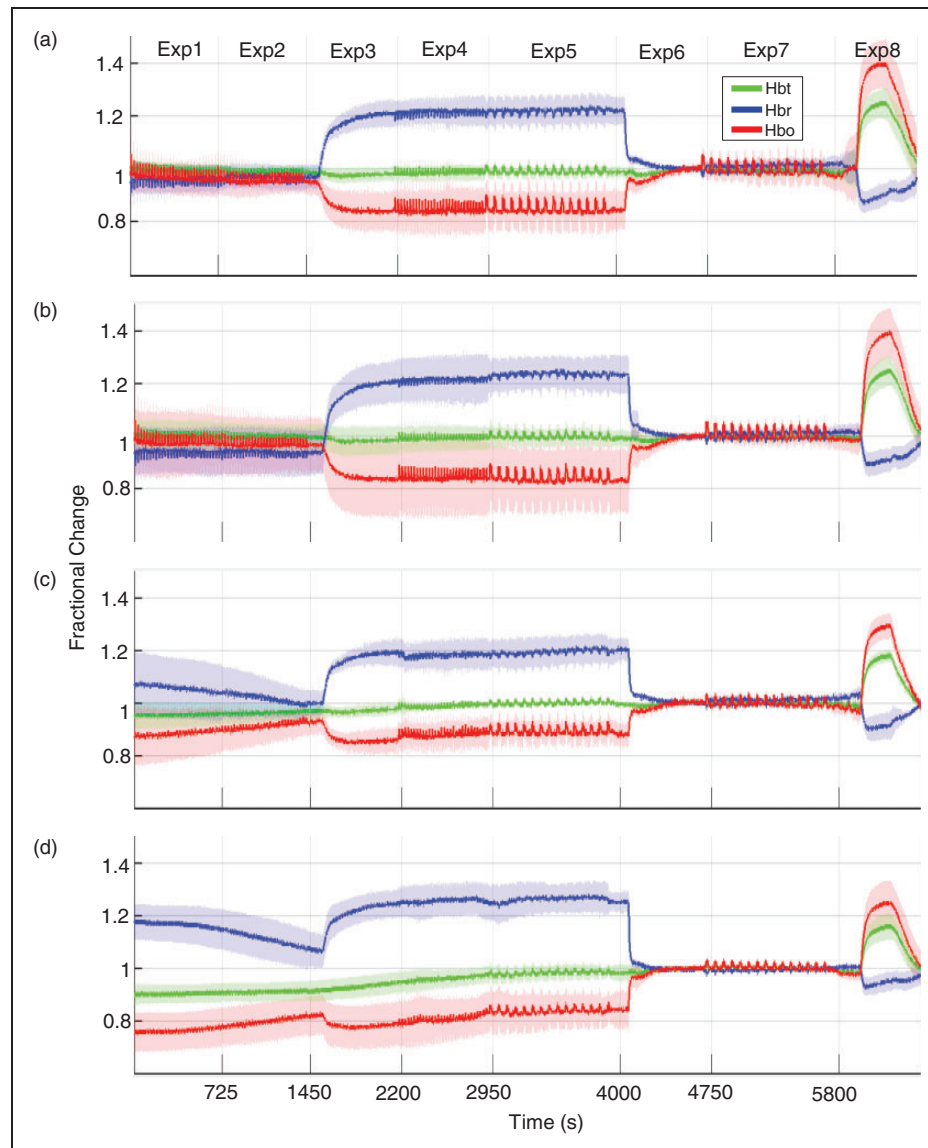 (a)
Exp1 Exp2 Exp3 Exp4 Exp5 Exp6 Exp7 Exp8
1.4
1.2
1
0.8
Hbt
Hbr
Hbo
(b)
1.4
1.2
1
0.8
Fractional Change
(c)
1.4
1.2
1
0.8
(d)
1.4
1.2
1
0.8
725 1450 2200 2950 4000 4750 5800
Time (s)